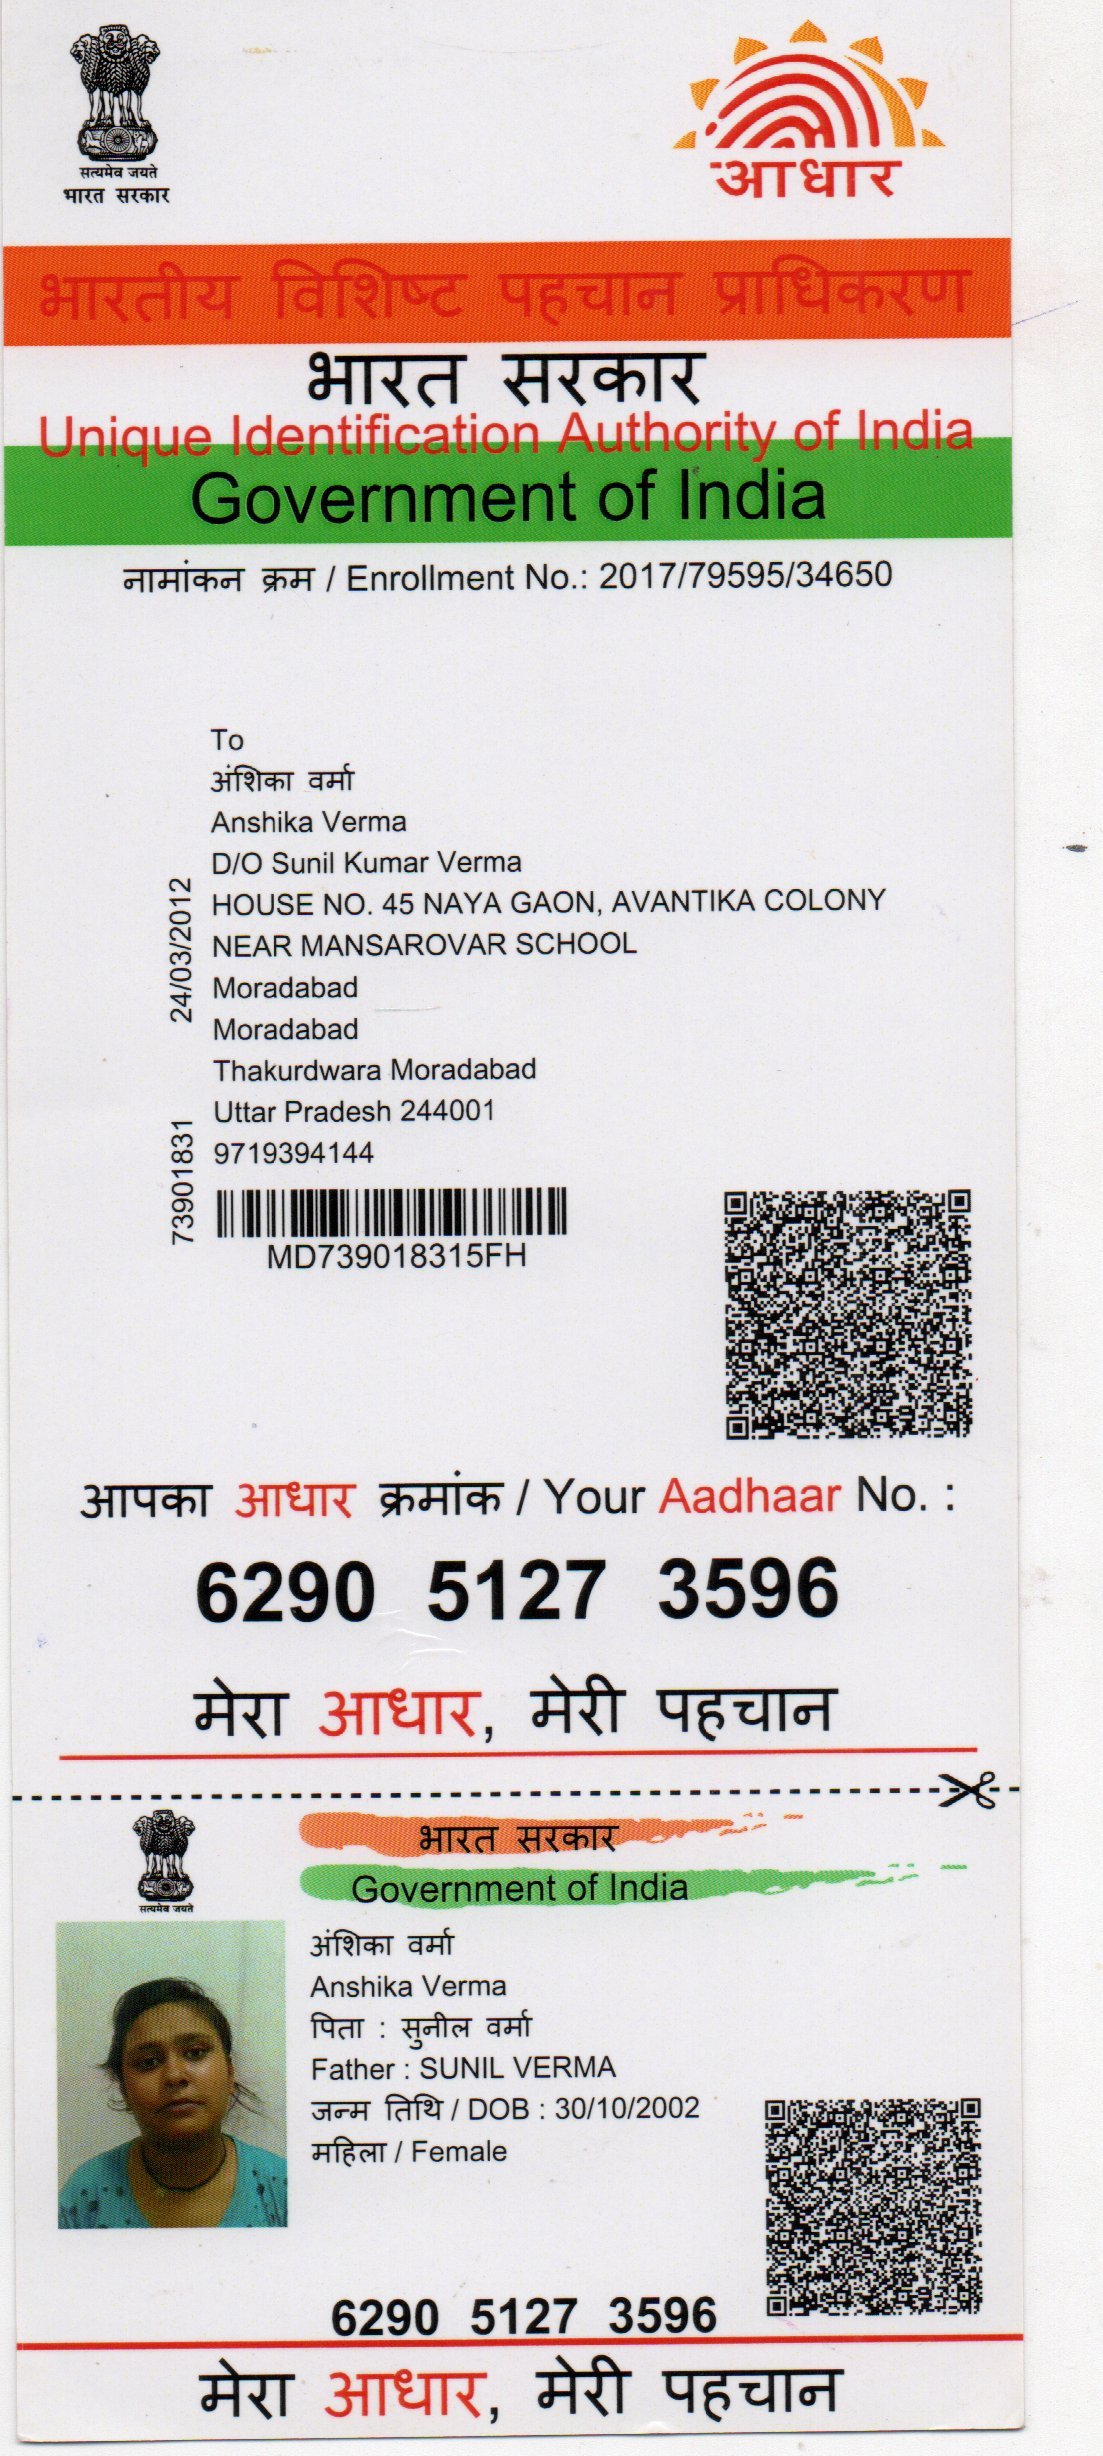 सत्यमेव जयते
भारत सरकार
आधार
भारतीय विशिष्ट पहचान प्राधिकरण
भारत सरकार
Unique Identification Authority of India
Government of India
नामांकन क्रम / Enrollment No.: 2017/79595/34650
To
अंशिका वर्मा
Anshika Verma
D/O Sunil Kumar Verma
HOUSE NO. 45 NAYA GAON, AVANTIKA COLONY
NEAR MANSAROVAR SCHOOL
Moradabad
Moradabad
Thakurdwara Moradabad
Uttar Pradesh 244001
9719394144
24/03/2012
73901831
MD739018315FH
आपका आधार क्रमांक / Your Aadhaar No. :
6290 5127 3596
मेरा आधार, मेरी पहचान
सत्यमेव जयते
भारत सरकार
Government of India
अंशिका वर्मा
Anshika Verma
पिता : सुनील वर्मा
Father : SUNIL VERMA
जन्म तिथि / DOB : 30/10/2002
महिला / Female
6290 5127 3596
मेरा आधार, मेरी पहचान